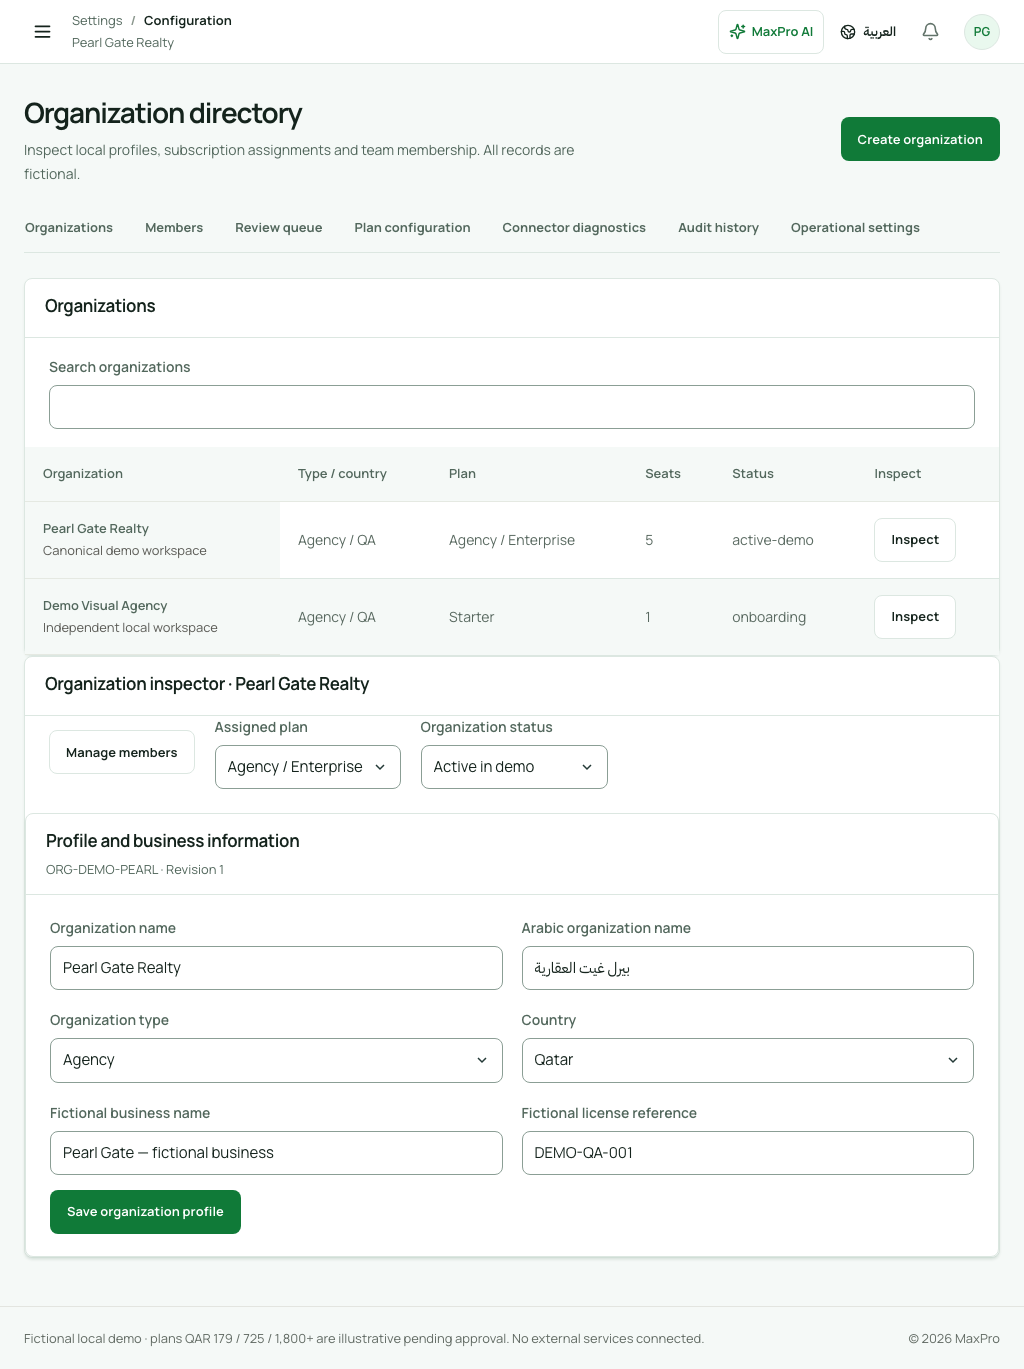 Settings / Configuration
Pearl Gate Realty
MaxPro AI
العربية
PG
Organization directory
Inspect local profiles, subscription assignments and team membership. All records are
fictional.
Create organization
Organizations Members Review queue Plan configuration Connector diagnostics Audit history Operational settings
Organizations
Search organizations
Organization Type / country Plan Seats Status Inspect
Pearl Gate Realty
Canonical demo workspace
Agency / QA Agency / Enterprise 5 active-demo Inspect
Demo Visual Agency
Independent local workspace
Agency / QA Starter 1 onboarding Inspect
Organization inspector · Pearl Gate Realty
Manage members
Assigned plan
Agency / Enterprise
Organization status
Active in demo
Profile and business information
ORG-DEMO-PEARL · Revision 1
Organization name
Pearl Gate Realty
Arabic organization name
بيرل غيت العقارية
Organization type
Agency
Country
Qatar
Fictional business name
Pearl Gate — fictional business
Fictional license reference
DEMO-QA-001
Save organization profile
Fictional local demo · plans QAR 179 / 725 / 1,800+ are illustrative pending approval. No external services connected.
© 2026 MaxPro